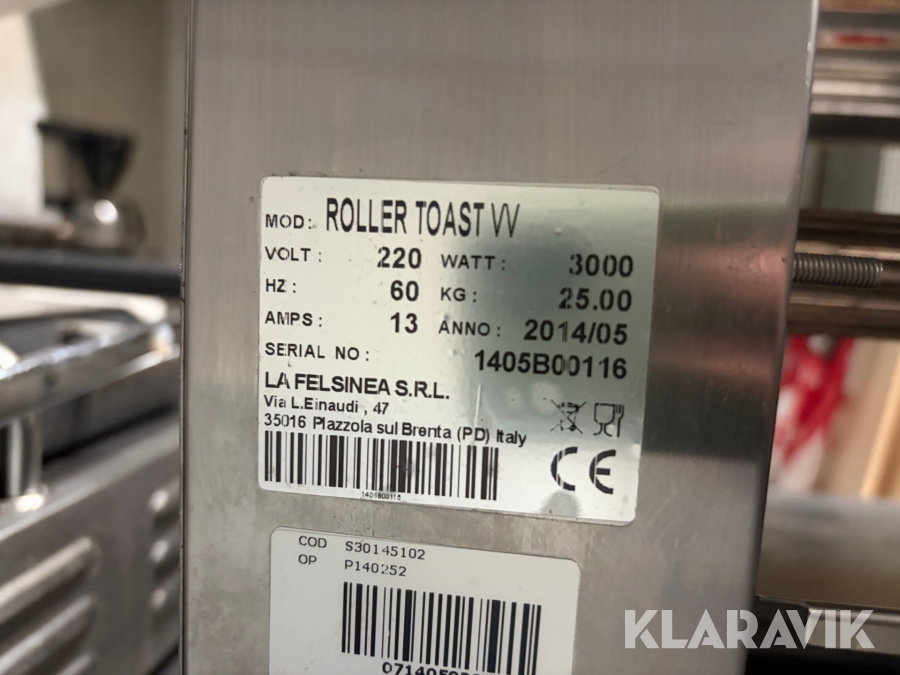 MOD: ROLLER TOAST VV
VOLT : 220 WATT : 3000
HZ : 60 KG : 25.00
AMPS : 13 ANNO : 2014/05
SERIAL NO : 1405B00116
LA FELSINEA S.R.L.
Via L.Einaudi , 47
35016 Piazzola sul Brenta (PD) Italy
CE
1405B00116
COD S30145102
OP P140252
KLARAVIK